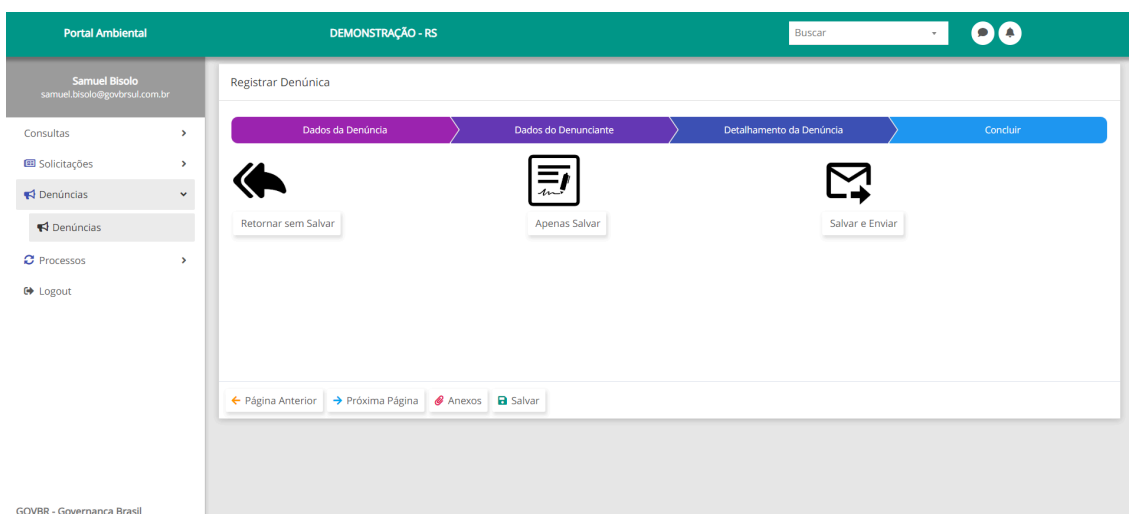 Portal Ambiental
DEMONSTRAÇÃO - RS
Buscar
Samuel Bisolo
samuel.bisolo@govbrsul.com.br
Consultas
Solicitações
Denúncias
Denúncias
Processos
Logout
GOVBR - Governança Brasil
Registrar Denúnica
Dados da Denúncia
Dados do Denunciante
Detalhamento da Denúncia
Concluir
Retornar sem Salvar
Apenas Salvar
Salvar e Enviar
Página Anterior
Próxima Página
Anexos
Salvar